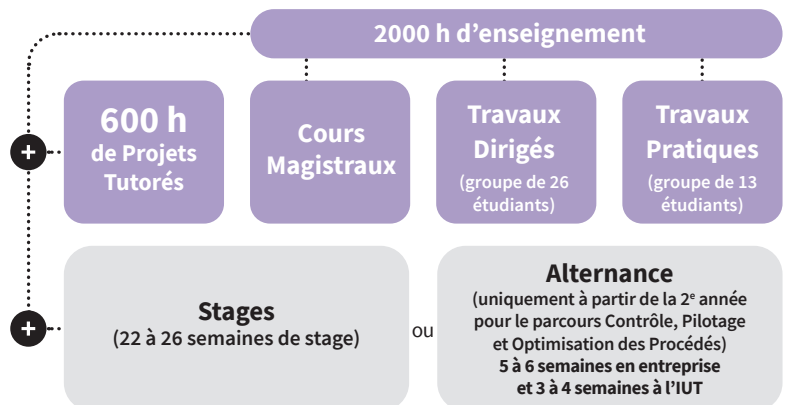 2000 h d’enseignement
+
600 h
de Projets
Tutorés
Cours
Magistraux
Travaux
Dirigés
(groupe de 26
étudiants)
Travaux
Pratiques
(groupe de 13
étudiants)
+
Stages
(22 à 26 semaines de stage)
ou
Alternance
(uniquement à partir de la 2e année
pour le parcours Contrôle, Pilotage
et Optimisation des Procédés)
5 à 6 semaines en entreprise
et 3 à 4 semaines à l’IUT